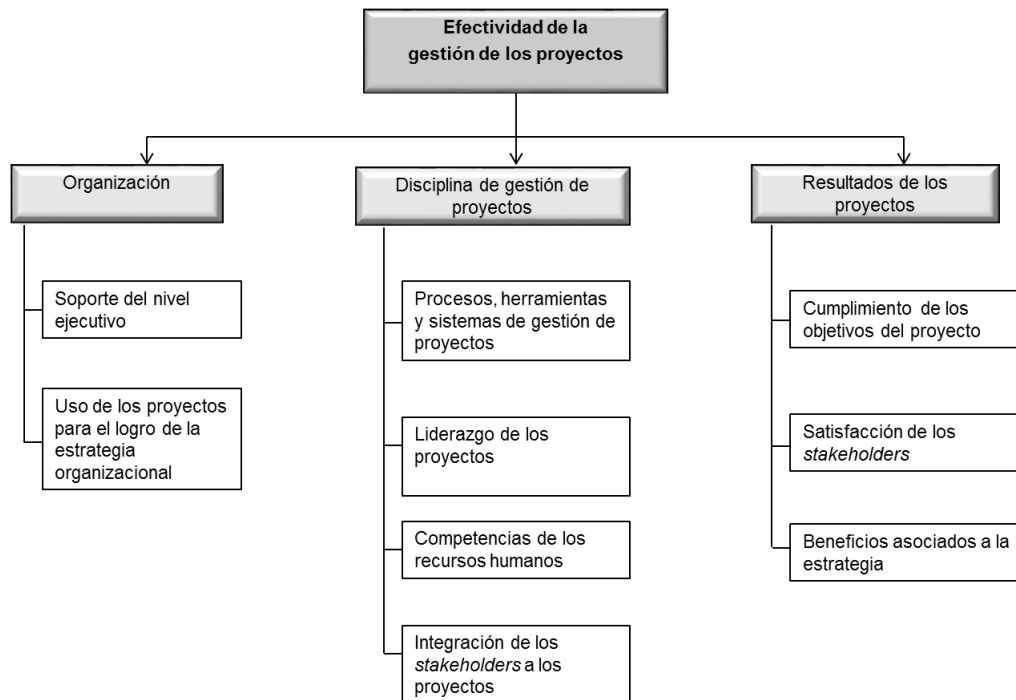 Efectividad de la
gestión de los proyectos
Organización
Soporte del nivel
ejecutivo
Uso de los proyectos
para el logro de la
estrategia
organizacional
Disciplina de gestión de
proyectos
Procesos, herramientas
y sistemas de gestión de
proyectos
Liderazgo de los
proyectos
Competencias de los
recursos humanos
Integración de los
stakeholders a los
proyectos
Resultados de los
proyectos
Cumplimiento de los
objetivos del proyecto
Satisfacción de los
stakeholders
Beneficios asociados a la
estrategia